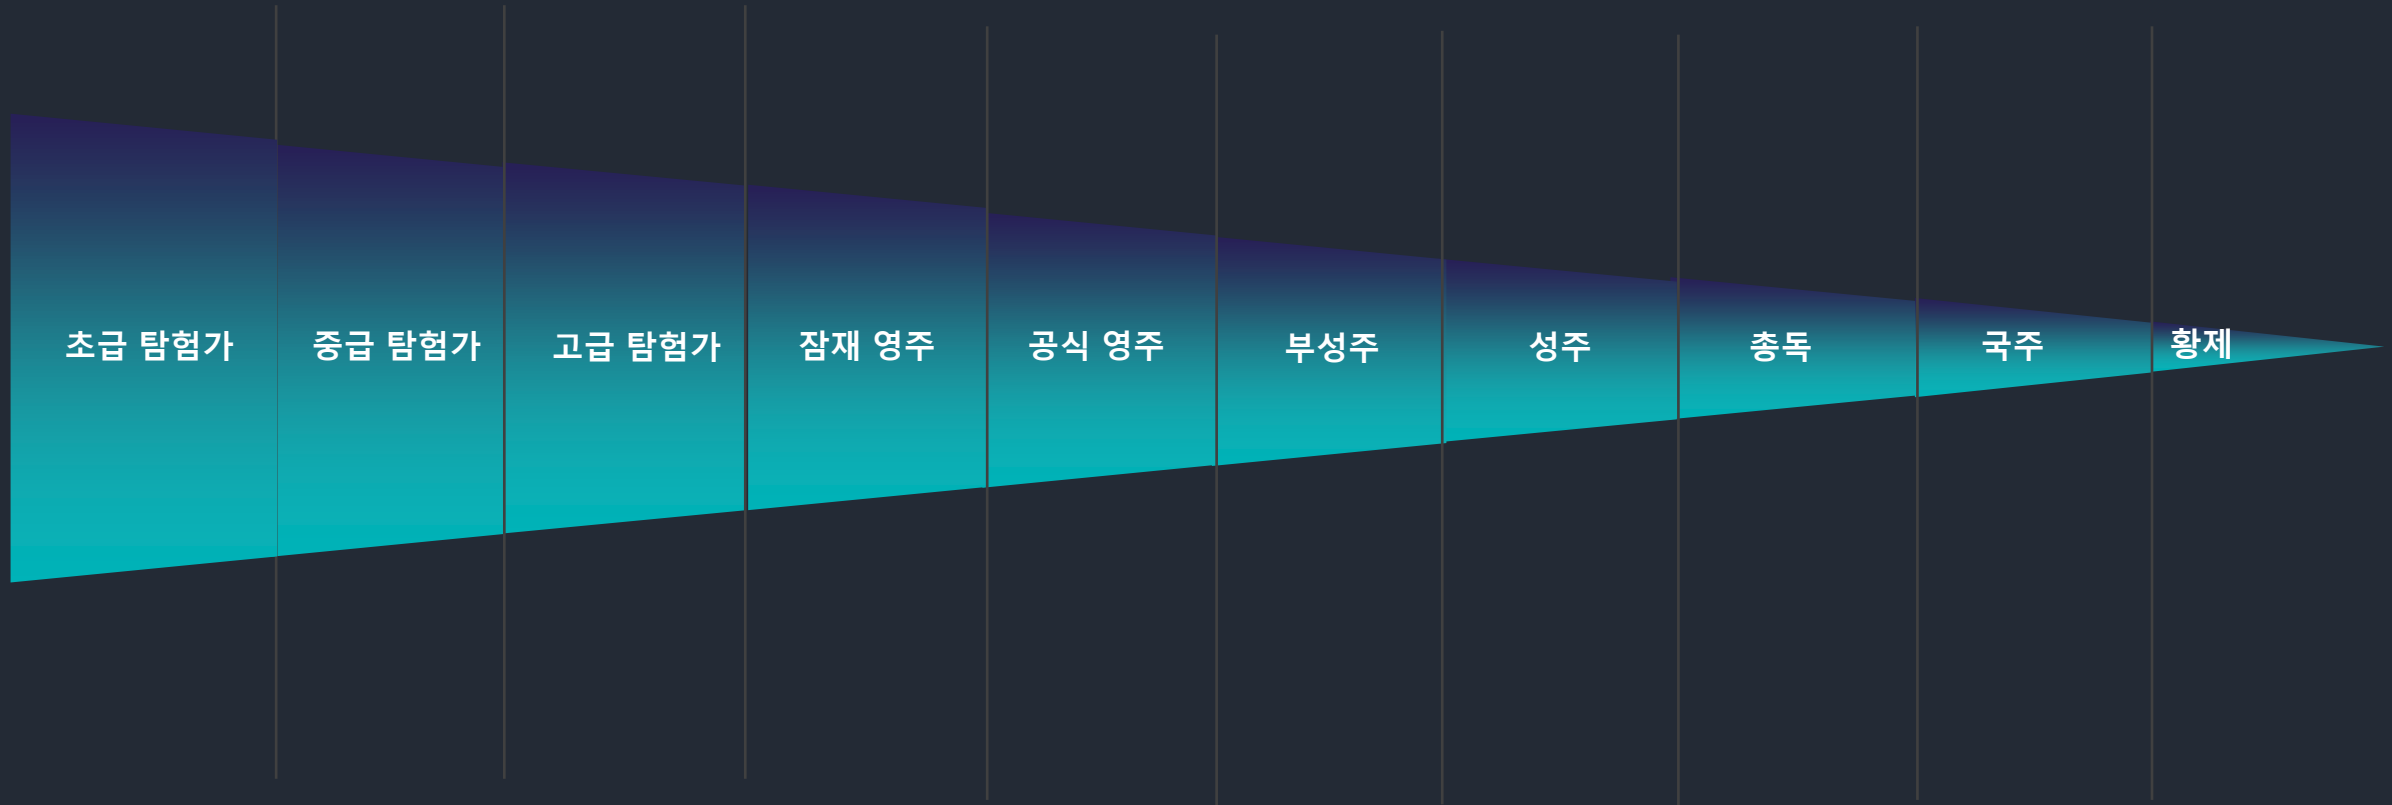 초급 탐험가
중급 탐험가
고급 탐험가
잠재 영주
공식 영주
부성주
성주
총독
국주
황제